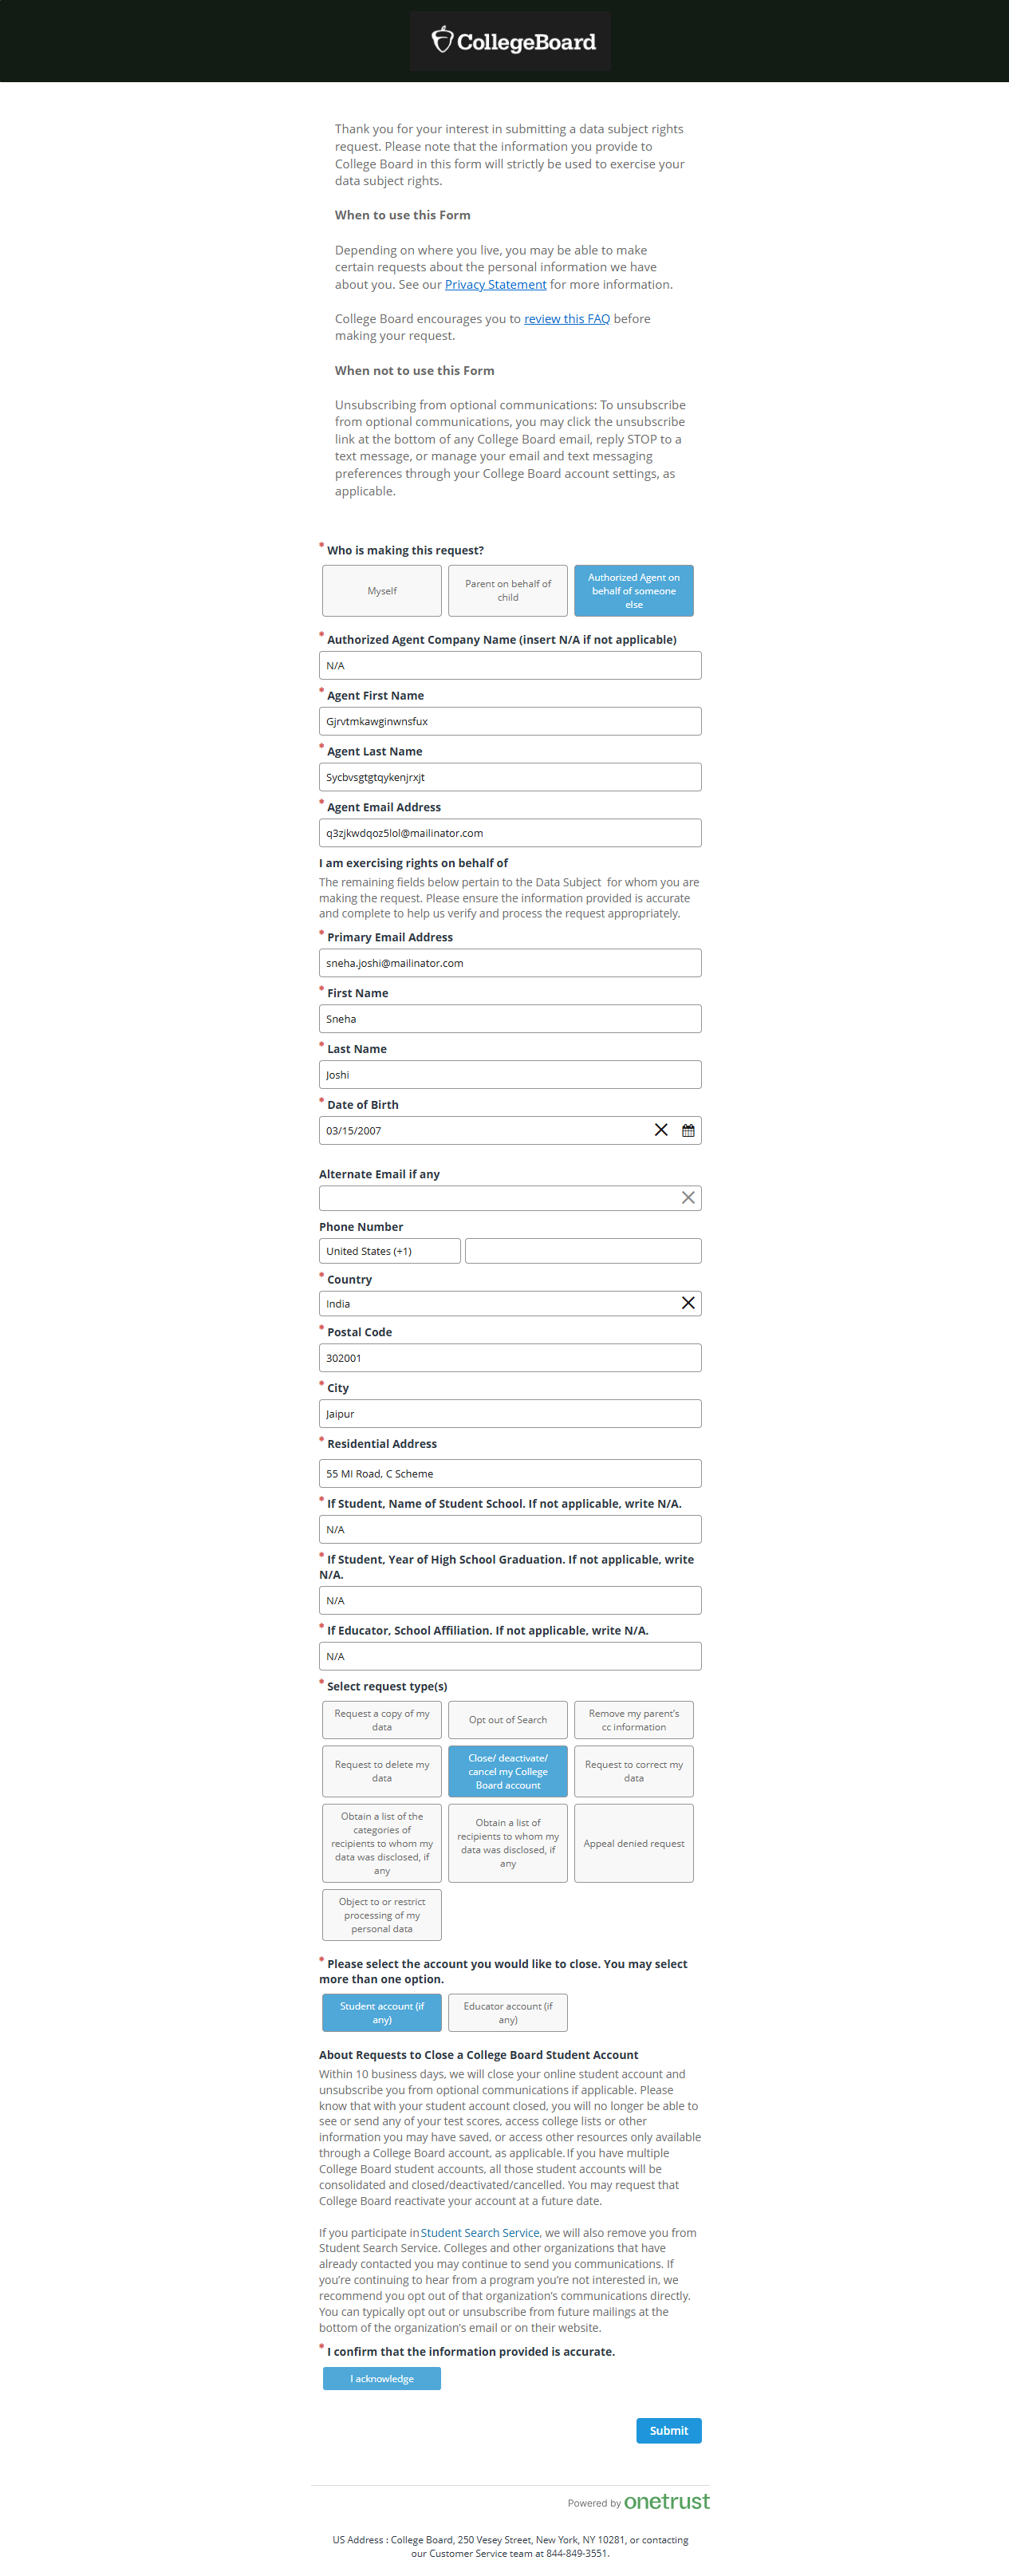 CollegeBoard
Thank you for your interest in submitting a data subject rights
request. Please note that the information you provide to
College Board in this form will strictly be used to exercise your
data subject rights.
When to use this Form
Depending on where you live, you may be able to make
certain requests about the personal information we have
about you. See our Privacy Statement for more information.
College Board encourages you to review this FAQ before
making your request.
When not to use this Form
Unsubscribing from optional communications: To unsubscribe
from optional communications, you may click the unsubscribe
link at the bottom of any College Board email, reply STOP to a
text message, or manage your email and text messaging
preferences through your College Board account settings, as
applicable.
* Who is making this request?
Myself
Parent on behalf of
child
Authorized Agent on
behalf of someone
else
* Authorized Agent Company Name (insert N/A if not applicable)
N/A
* Agent First Name
Gjrvtmkawginwnsfux
* Agent Last Name
Sycbvsgtgtqykenjrxjt
* Agent Email Address
q3zjkwdqoz5lol@mailinator.com
I am exercising rights on behalf of
The remaining fields below pertain to the Data Subject for whom you are
making the request. Please ensure the information provided is accurate
and complete to help us verify and process the request appropriately.
* Primary Email Address
sneha.joshi@mailinator.com
* First Name
Sneha
* Last Name
Joshi
* Date of Birth
03/15/2007
Alternate Email if any
Phone Number
United States (+1)
* Country
India
* Postal Code
302001
* City
Jaipur
* Residential Address
55 MI Road, C Scheme
* If Student, Name of Student School. If not applicable, write N/A.
N/A
* If Student, Year of High School Graduation. If not applicable, write
N/A.
N/A
* If Educator, School Affiliation. If not applicable, write N/A.
N/A
* Select request type(s)
Request a copy of my
data
Opt out of Search
Remove my parent's
cc information
Request to delete my
data
Close/ deactivate/
cancel my College
Board account
Request to correct my
data
Obtain a list of the
categories of
recipients to whom my
data was disclosed, if
any
Obtain a list of
recipients to whom my
data was disclosed, if
any
Appeal denied request
Object to or restrict
processing of my
personal data
* Please select the account you would like to close. You may select
more than one option.
Student account (if
any)
Educator account (if
any)
About Requests to Close a College Board Student Account
Within 10 business days, we will close your online student account and
unsubscribe you from optional communications if applicable. Please
know that with your student account closed, you will no longer be able to
see or send any of your test scores, access college lists or other
information you may have saved, or access other resources only available
through a College Board account, as applicable. If you have multiple
College Board student accounts, all those student accounts will be
consolidated and closed/deactivated/cancelled. You may request that
College Board reactivate your account at a future date.
If you participate in Student Search Service, we will also remove you from
Student Search Service. Colleges and other organizations that have
already contacted you may continue to send you communications. If
you're continuing to hear from a program you're not interested in, we
recommend you opt out of that organization's communications directly.
You can typically opt out or unsubscribe from future mailings at the
bottom of the organization's email or on their website.
* I confirm that the information provided is accurate.
I acknowledge
Submit
Powered by onetrust
US Address : College Board, 250 Vesey Street, New York, NY 10281, or contacting
our Customer Service team at 844-849-3551.